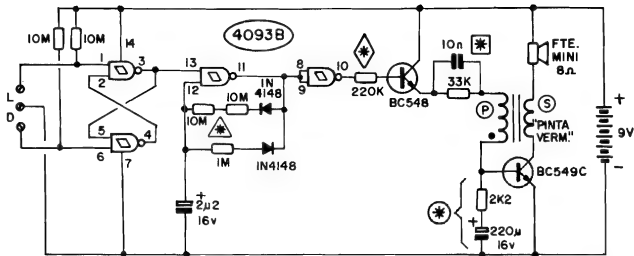 4093B
10M
10M
14
1
2
3
13
12
11
1N
4148
8
9
10
220K
BC548
10n
33K
FTE.
MINI
8Ω
P
S
"PINTA
VERM."
+
9V
-
L
D
5
6
4
7
10M
10M
1M
1N4148
+
2µ2
16v
BC549C
2K2
+
220µ
16v